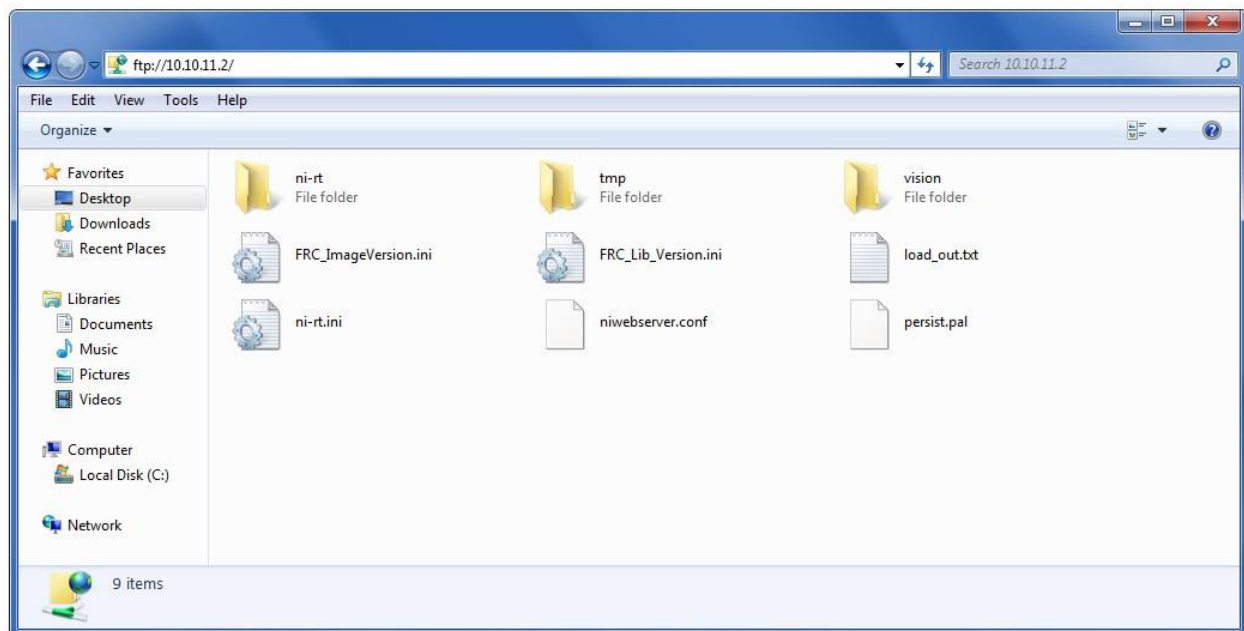 ftp://10.10.11.2/
Search 10.10.11.2
File Edit View Tools Help
Organize
Favorites
Desktop
Downloads
Recent Places
Libraries
Documents
Music
Pictures
Videos
Computer
Local Disk (C:)
Network
ni-rt
File folder
tmp
File folder
vision
File folder
FRC_ImageVersion.ini
FRC_Lib_Version.ini
load_out.txt
ni-rt.ini
niwebserver.conf
persist.pal
9 items